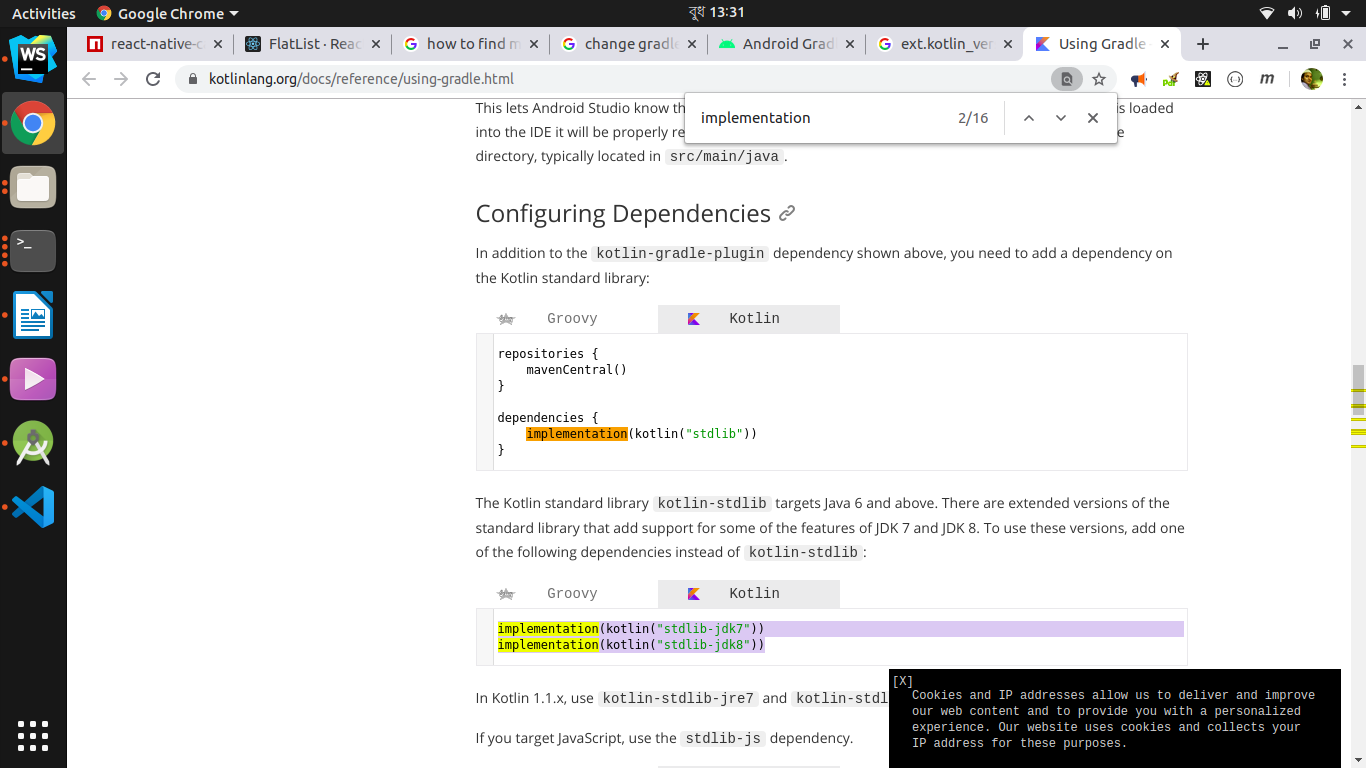 Activities
Google Chrome
বুধ 13:31
react-native-c
FlatList · Reac
how to find m
change gradle
Android Grad
ext.kotlin_ver
Using Gradle
kotlinlang.org/docs/reference/using-gradle.html
implementation 2/16
This lets Android Studio know th
is loaded
into the IDE it will be properly re
e
directory, typically located in src/main/java.
Configuring Dependencies
In addition to the kotlin-gradle-plugin dependency shown above, you need to add a dependency on
the Kotlin standard library:
Groovy Kotlin
repositories {
mavenCentral()
}
dependencies {
implementation(kotlin("stdlib"))
}
The Kotlin standard library kotlin-stdlib targets Java 6 and above. There are extended versions of the
standard library that add support for some of the features of JDK 7 and JDK 8. To use these versions, add one
of the following dependencies instead of kotlin-stdlib:
Groovy Kotlin
implementation(kotlin("stdlib-jdk7"))
implementation(kotlin("stdlib-jdk8"))
In Kotlin 1.1.x, use kotlin-stdlib-jre7 and kotlin-stdl
If you target JavaScript, use the stdlib-js dependency.
[X]
Cookies and IP addresses allow us to deliver and improve
our web content and to provide you with a personalized
experience. Our website uses cookies and collects your
IP address for these purposes.
WS
>_
m